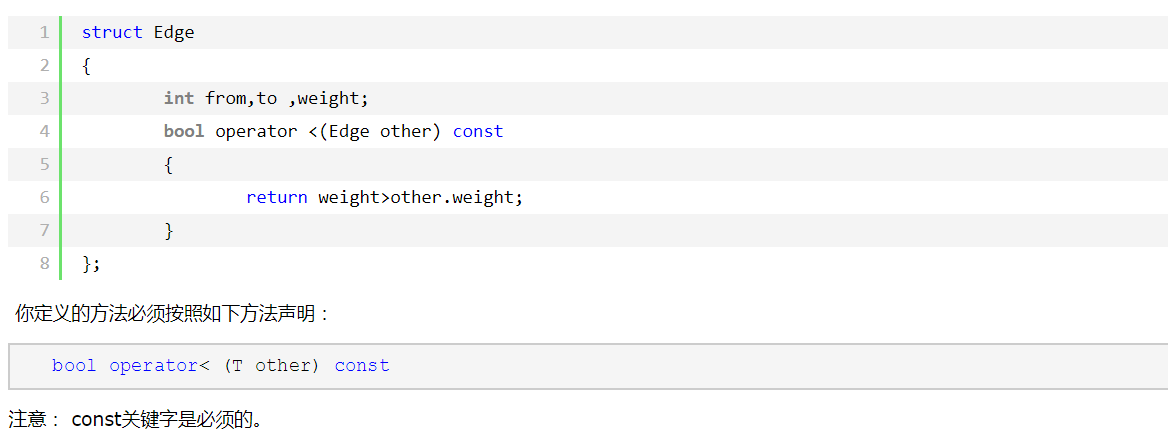 1 struct Edge
2 {
3 int from,to ,weight;
4 bool operator <(Edge other) const
5 {
6 return weight>other.weight;
7 }
8 };
你定义的方法必须按照如下方法声明：
bool operator< (T other) const
注意： const关键字是必须的。